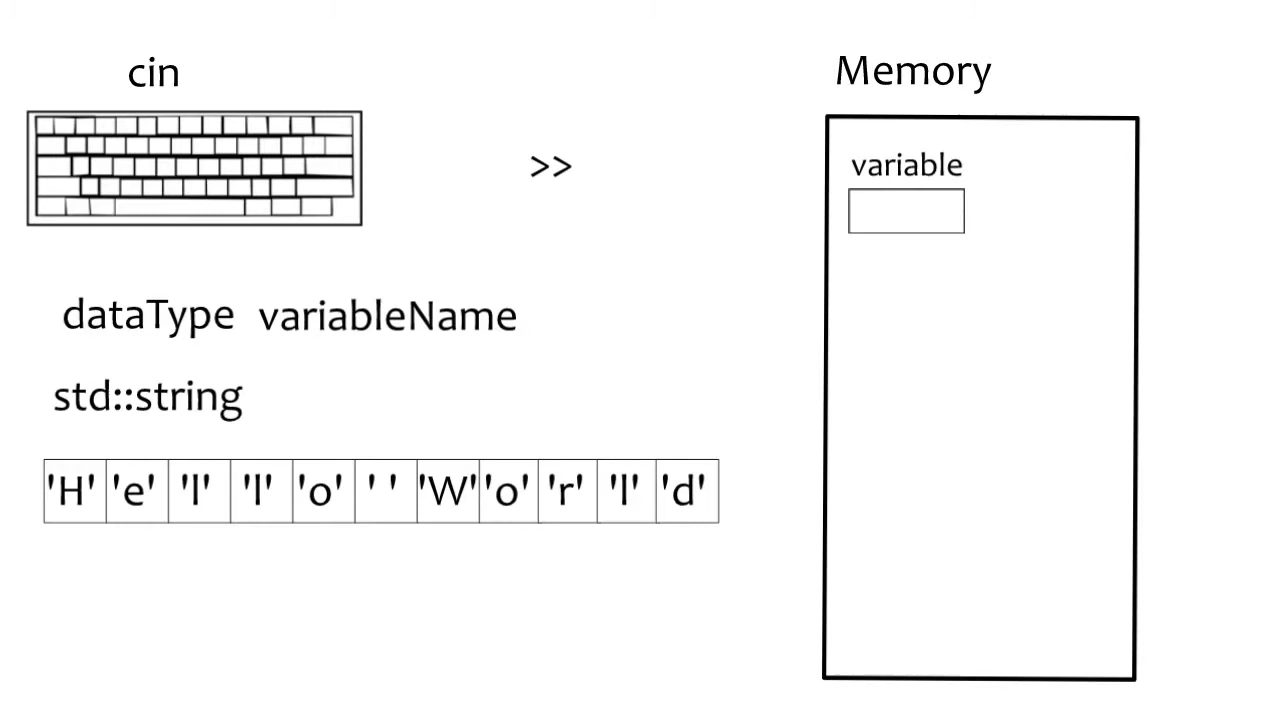 cin
>>
Memory
variable
dataType variableName
std::string
'H' 'e' 'l' 'l' 'o' ' ' 'W' 'o' 'r' 'l' 'd'